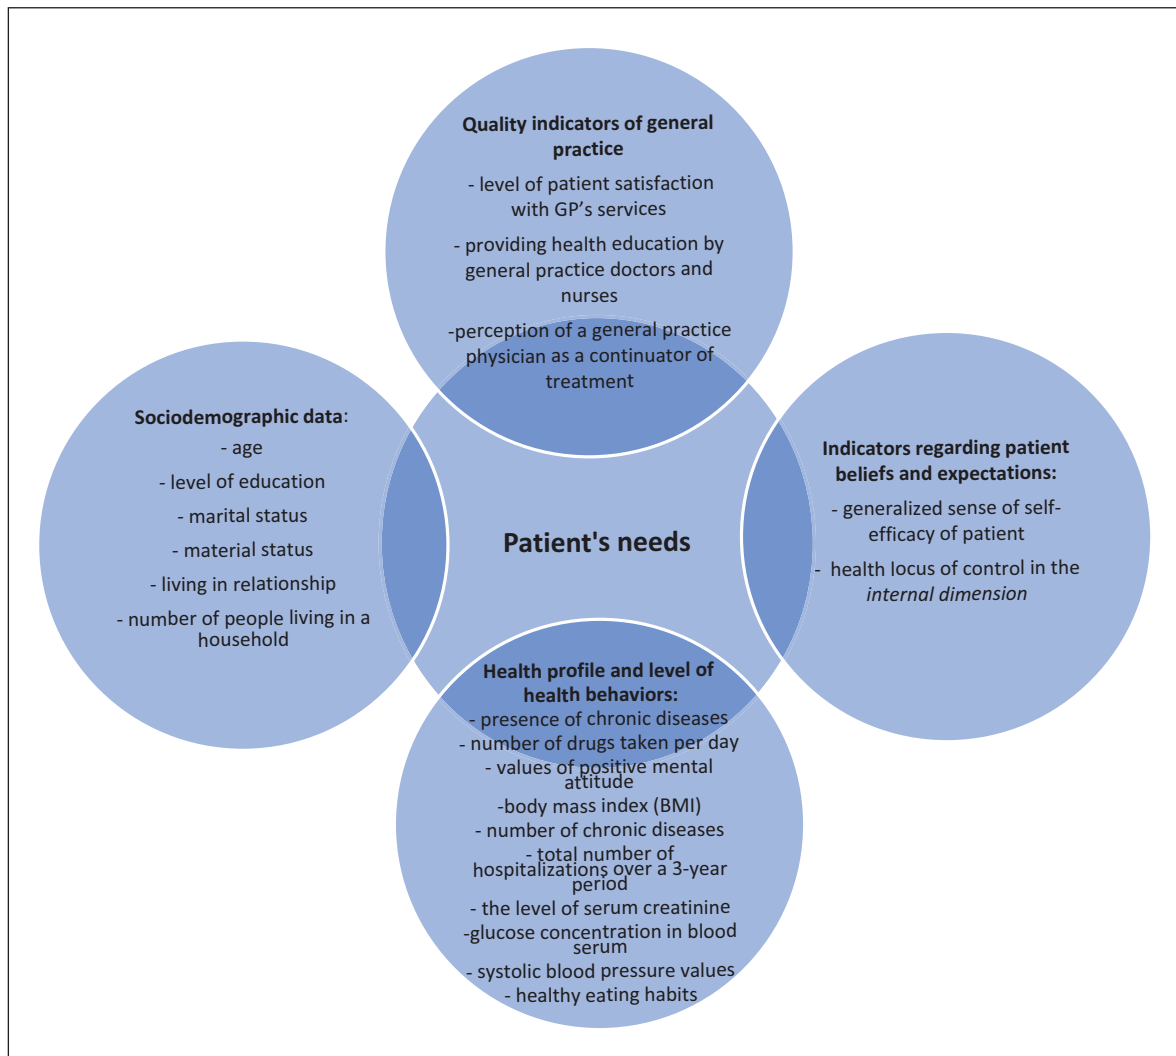 Quality indicators of general
practice
- level of patient satisfaction
with GP's services
- providing health education by
general practice doctors and
nurses
-perception of a general practice
physician as a continuator of
treatment
Sociodemographic data:
- age
- level of education
- marital status
- material status
- living in relationship
- number of people living in a
household
Patient's needs
Indicators regarding patient
beliefs and expectations:
- generalized sense of self-
efficacy of patient
- health locus of control in the
internal dimension
Health profile and level of
health behaviors:
- presence of chronic diseases
- number of drugs taken per day
- values of positive mental
attitude
-body mass index (BMI)
- number of chronic diseases
- total number of
hospitalizations over a 3-year
period
- the level of serum creatinine
-glucose concentration in blood
serum
- systolic blood pressure values
- healthy eating habits